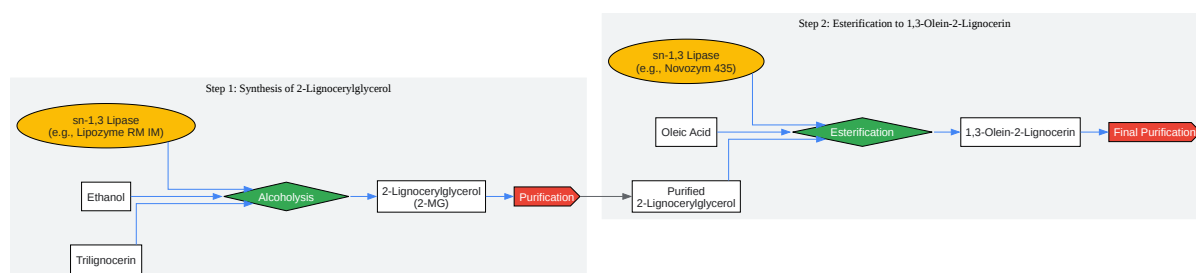 Step 1: Synthesis of 2-Lignocerylglycerol
sn-1,3 Lipase
(e.g., Lipozyme RM IM)
Ethanol
Trilignocerin
Alcoholysis
2-Lignocerylglycerol
(2-MG)
Purification
Step 2: Esterification to 1,3-Olein-2-Lignocerin
sn-1,3 Lipase
(e.g., Novozym 435)
Oleic Acid
Purified
2-Lignocerylglycerol
Esterification
1,3-Olein-2-Lignocerin
Final Purification